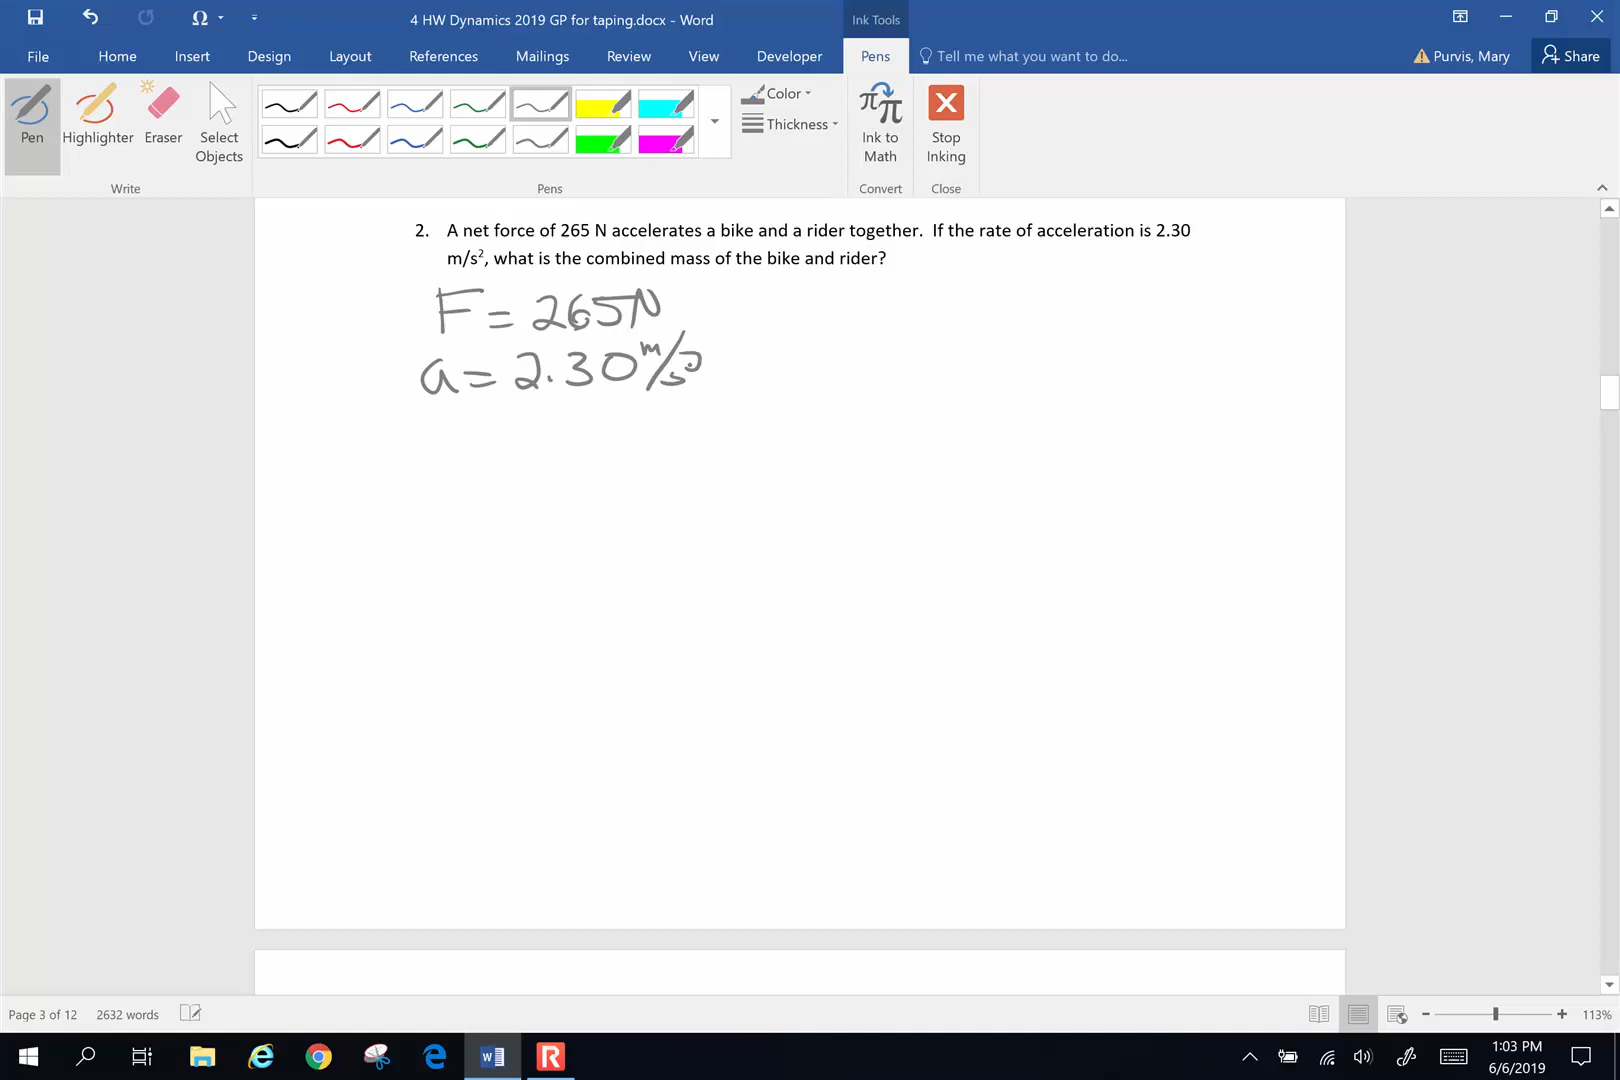 4 HW Dynamics 2019 GP for taping.docx - Word
Ink Tools
File Home Insert Design Layout References Mailings Review View Developer Pens Tell me what you want to do... Purvis, Mary Share
Pen Highlighter Eraser Select Objects
Color
Thickness
Ink to Math
Stop Inking
Write Pens Convert Close
2. A net force of 265 N accelerates a bike and a rider together. If the rate of acceleration is 2.30
m/s², what is the combined mass of the bike and rider?
F = 265N
a = 2.30 m/s²
Page 3 of 12 2632 words 113%
1:03 PM
6/6/2019